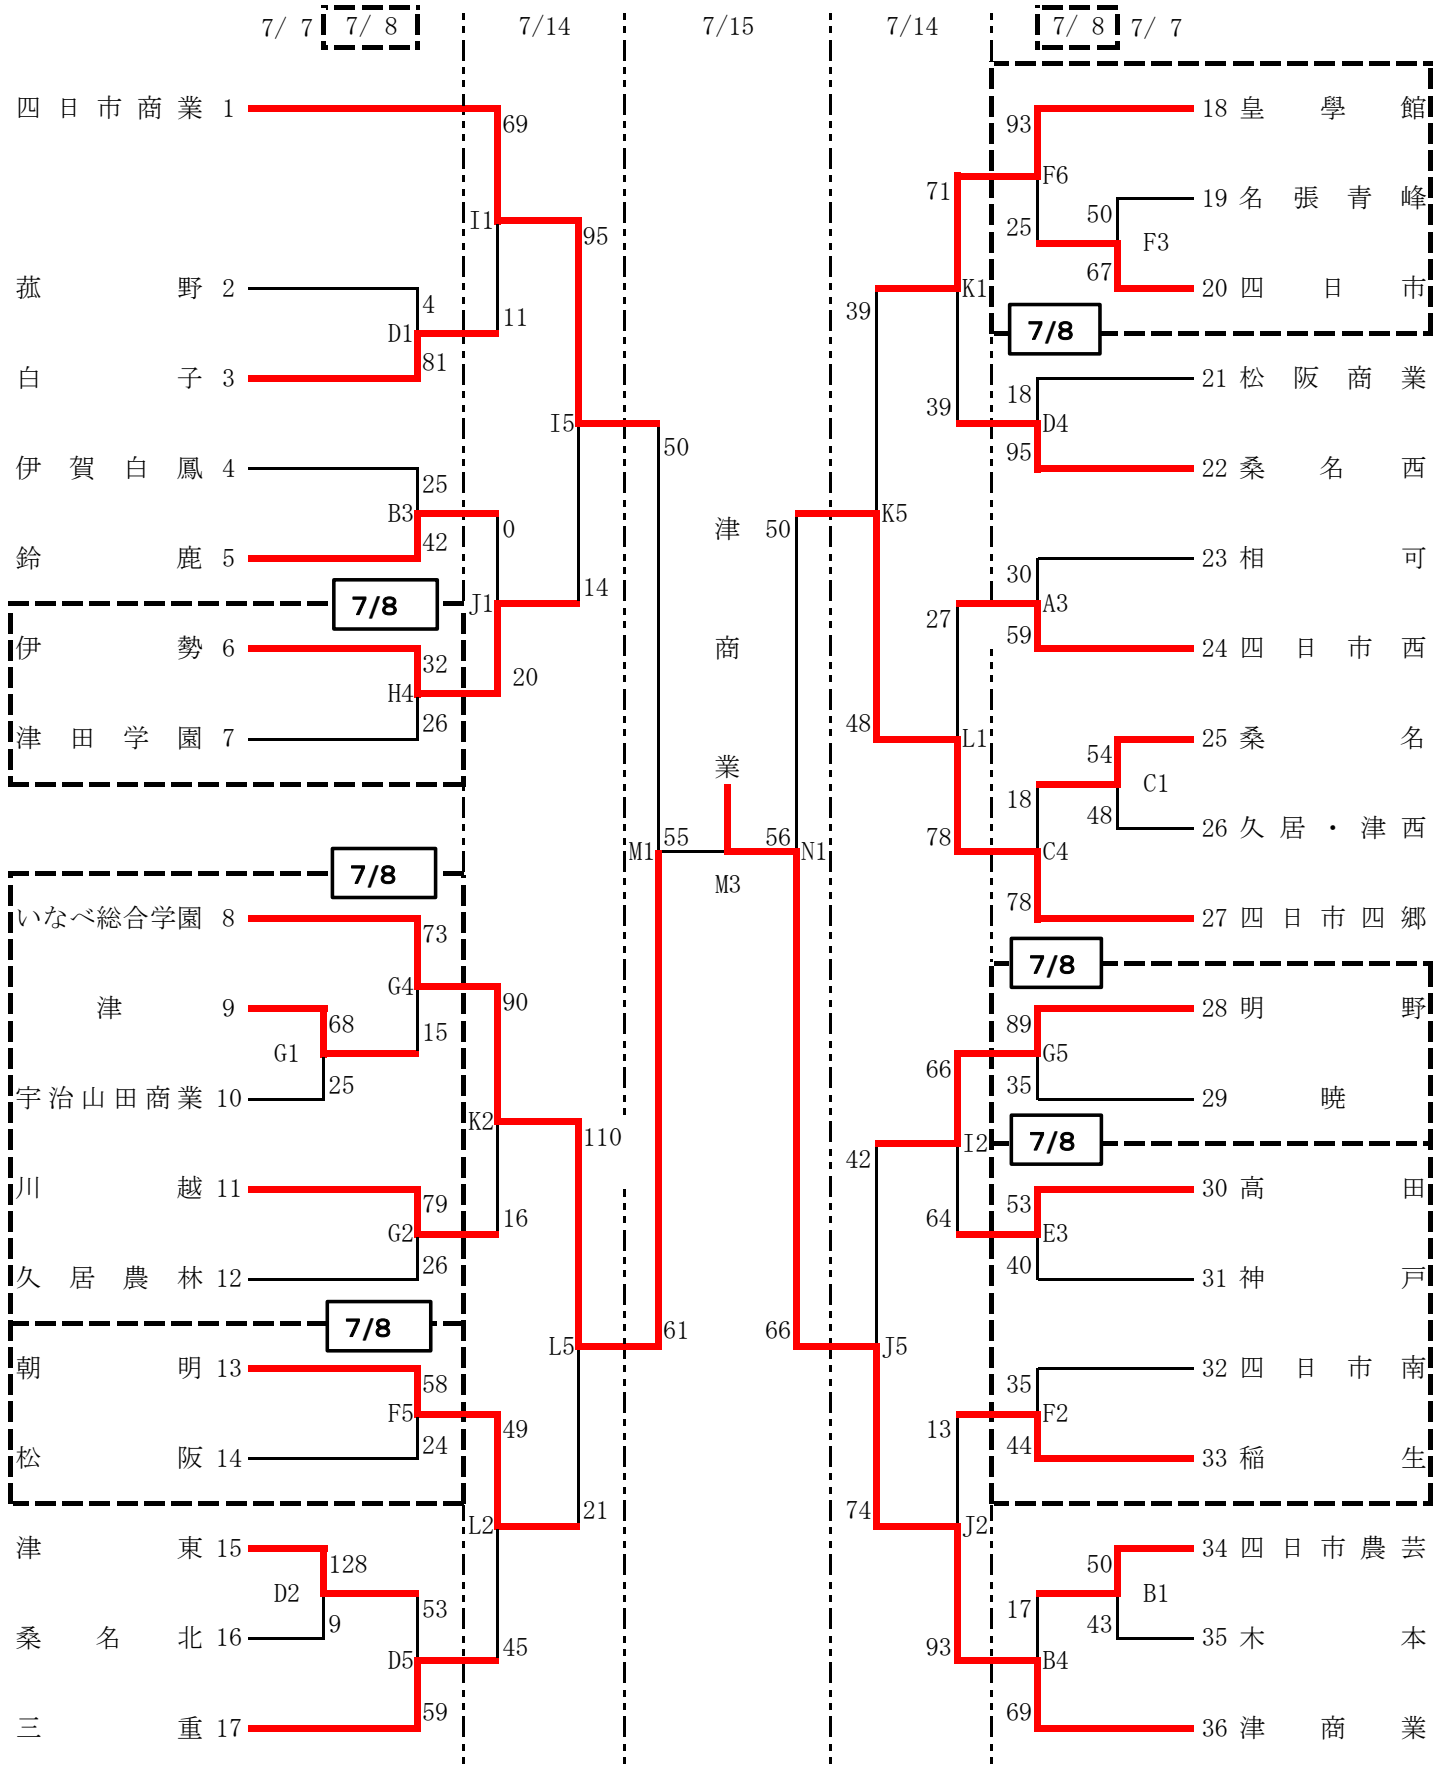 7/ 7 7/ 8 7/14 7/15 7/14 7/ 8 7/ 7
四日市商業 1
69
I1
95
菰野 2
4
D1
11
81
白子 3
I5
50
伊賀白鳳 4
25
B3
0
42
鈴鹿 5
7/8
J1
14
伊勢 6
32
H4
20
26
津田学園 7
M1
55
7/8
いなべ総合学園 8
73
G4
90
津 9
68
G1
15
25
宇治山田商業 10
K2
110
川越 11
79
G2
16
26
久居農林 12
7/8
L5
61
朝明 13
58
F5
49
24
松阪 14
L2
21
津東 15
128
D2
53
9
桑名北 16
D5
45
59
三重 17
津商業
M3
18 皇學館
93
F6
71
19 名張青峰
50
25
F3
67
20 四日市
K1
39
7/8
21 松阪商業
18
39
D4
95
22 桑名西
50
K5
23 相可
30
A3
27
59
24 四日市西
48
L1
25 桑名
54
C1
18
48
26 久居・津西
78
C4
56
N1
78
27 四日市四郷
7/8
28 明野
89
G5
66
35
29 暁
7/8
I2
42
30 高田
53
64
E3
40
31 神戸
66
J5
32 四日市南
35
F2
13
44
33 稲生
74
J2
34 四日市農芸
50
B1
17
43
35 木本
93
B4
69
36 津商業